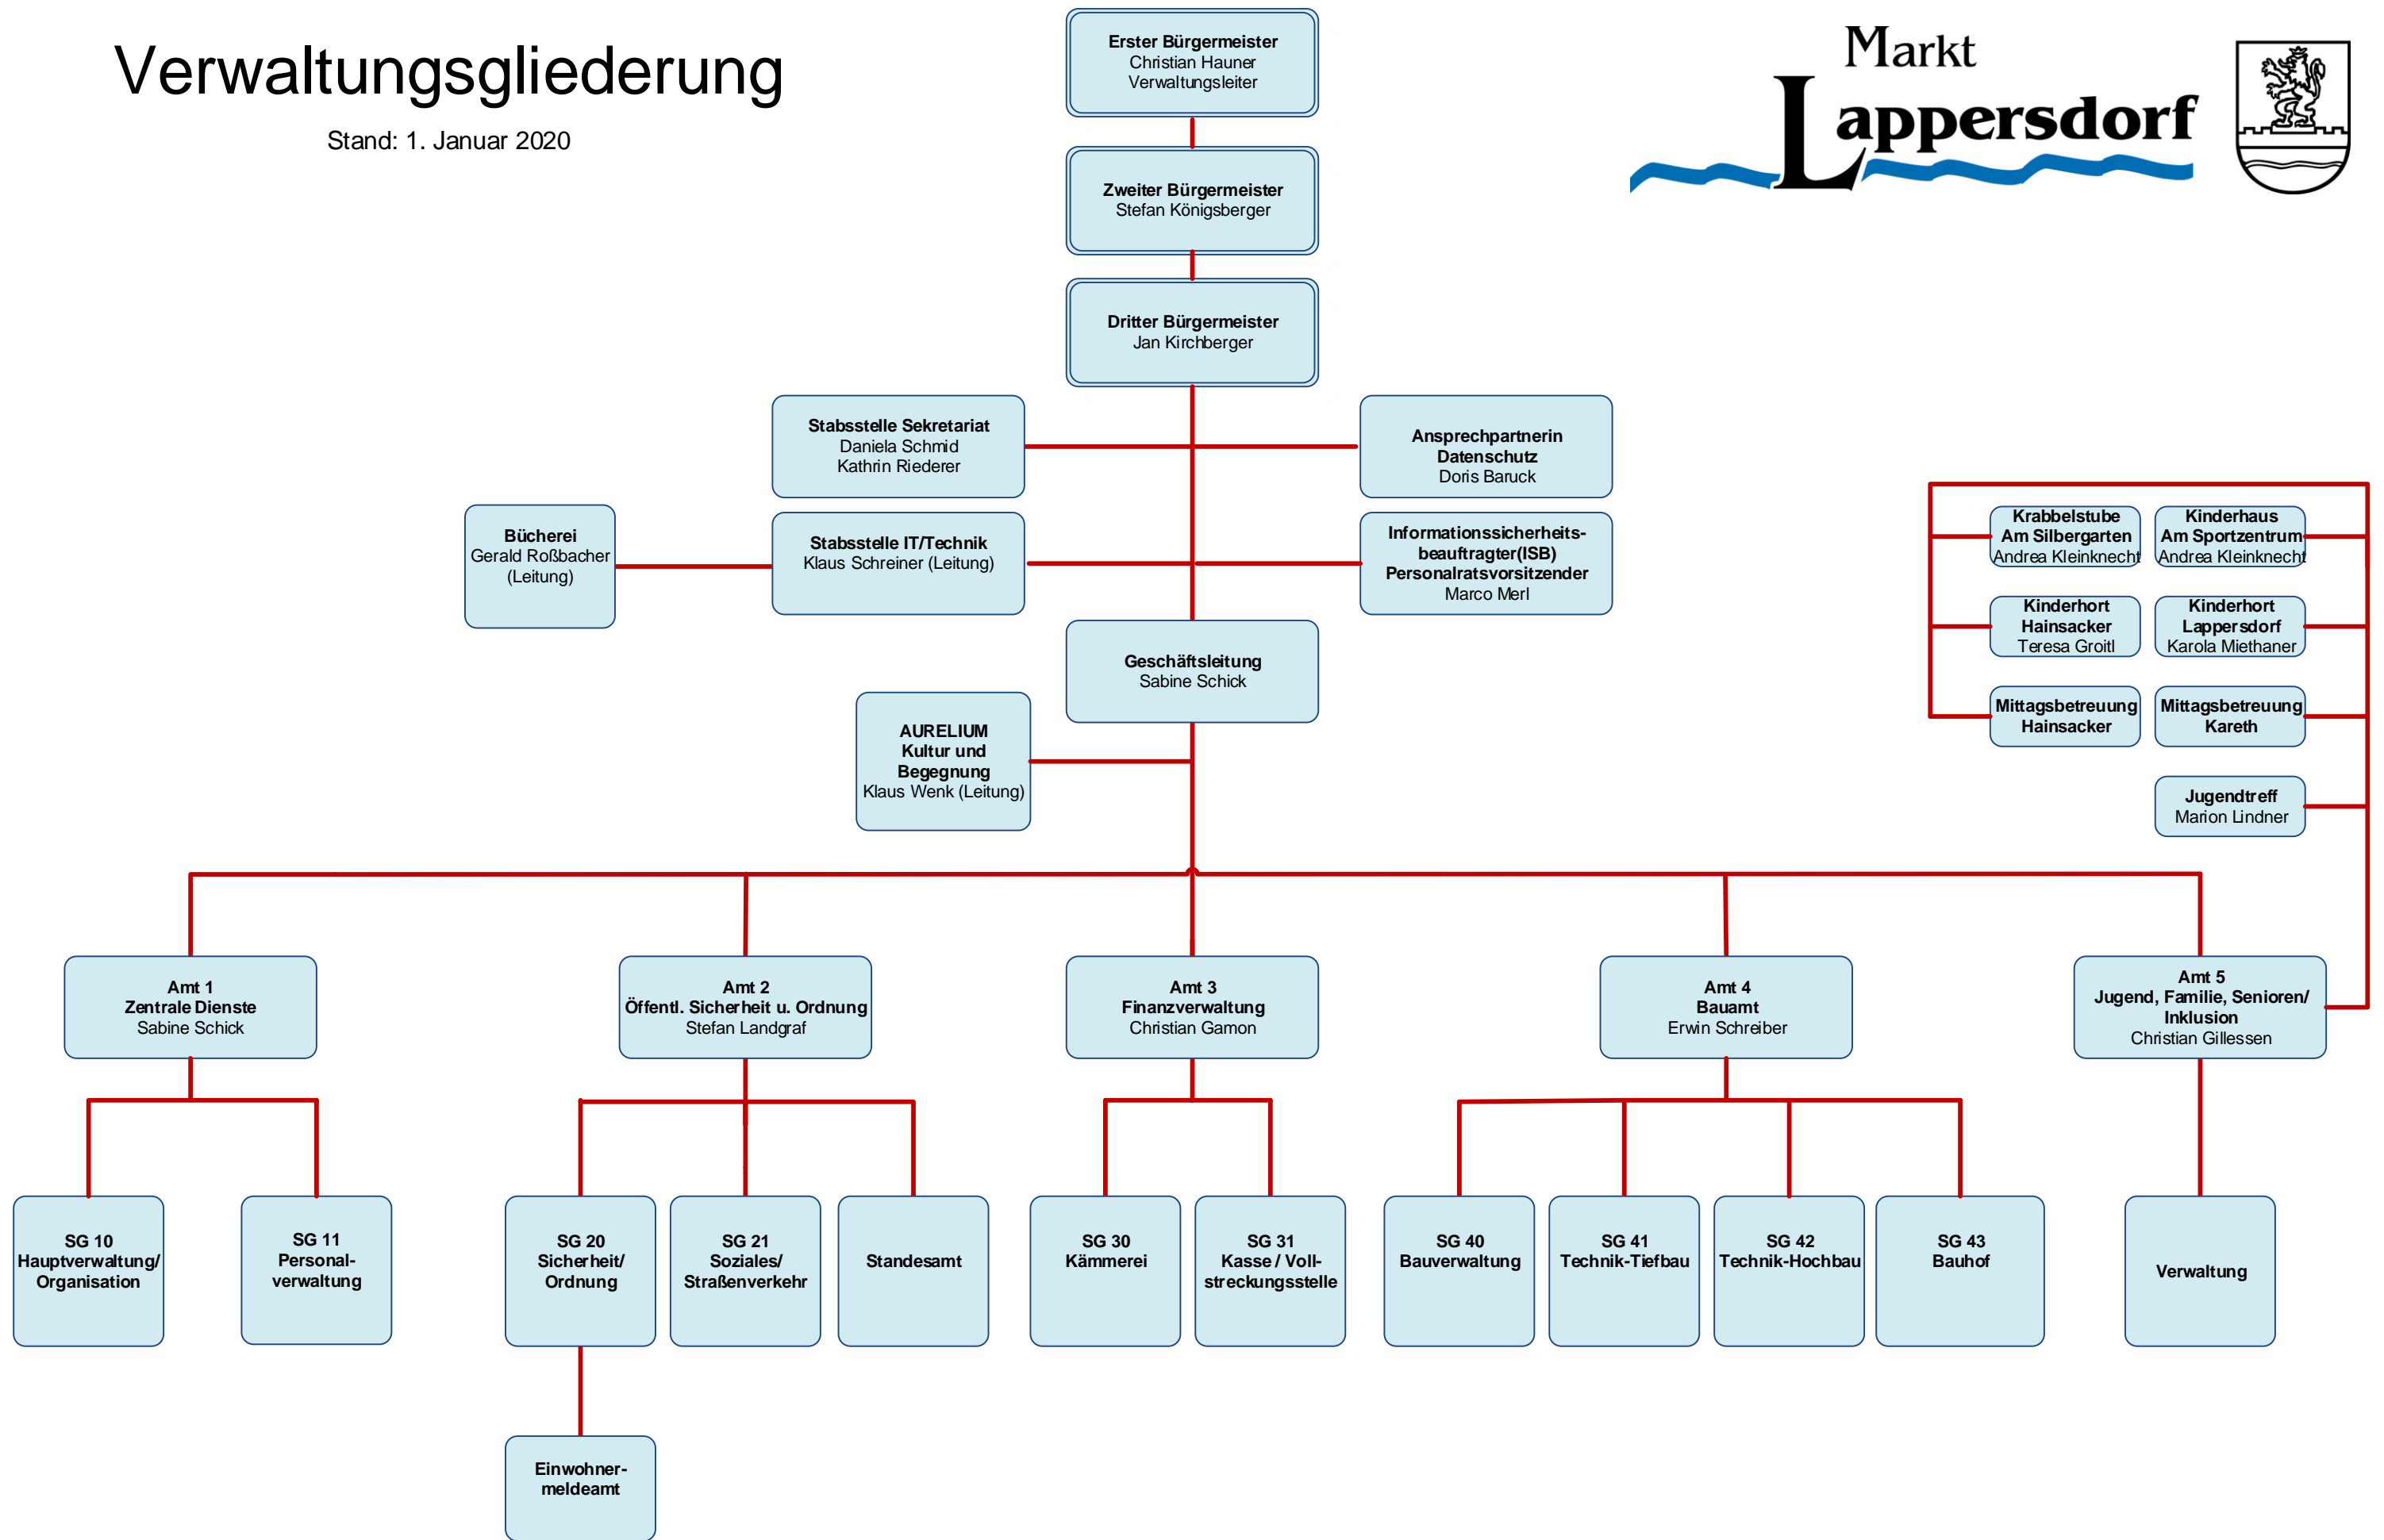 Verwaltungsgliederung
Stand: 1. Januar 2020
Markt
Lappersdorf
Erster Bürgermeister
Christian Hauner
Verwaltungsleiter
Zweiter Bürgermeister
Stefan Königsberger
Dritter Bürgermeister
Jan Kirchberger
Stabsstelle Sekretariat
Daniela Schmid
Kathrin Riederer
Ansprechpartnerin
Datenschutz
Doris Baruck
Bücherei
Gerald Roßbacher
(Leitung)
Stabsstelle IT/Technik
Klaus Schreiner (Leitung)
Informationssicherheits-
beauftragter(ISB)
Personalratsvorsitzender
Marco Merl
Krabbelstube
Am Silbergarten
Andrea Kleinknecht
Kinderhaus
Am Sportzentrum
Andrea Kleinknecht
Kinderhort
Hainsacker
Teresa Groitl
Kinderhort
Lappersdorf
Karola Miethaner
Mittagsbetreuung
Hainsacker
Mittagsbetreuung
Kareth
Jugendtreff
Marion Lindner
Geschäftsleitung
Sabine Schick
AURELIUM
Kultur und
Begegnung
Klaus Wenk (Leitung)
Amt 1
Zentrale Dienste
Sabine Schick
Amt 2
Öffentl. Sicherheit u. Ordnung
Stefan Landgraf
Amt 3
Finanzverwaltung
Christian Gamon
Amt 4
Bauamt
Erwin Schreiber
Amt 5
Jugend, Familie, Senioren/
Inklusion
Christian Gillessen
SG 10
Hauptverwaltung/
Organisation
SG 11
Personal-
verwaltung
SG 20
Sicherheit/
Ordnung
SG 21
Soziales/
Straßenverkehr
Standesamt
SG 30
Kämmerei
SG 31
Kasse / Voll-
streckungsstelle
SG 40
Bauverwaltung
SG 41
Technik-Tiefbau
SG 42
Technik-Hochbau
SG 43
Bauhof
Verwaltung
Einwohner-
meldeamt